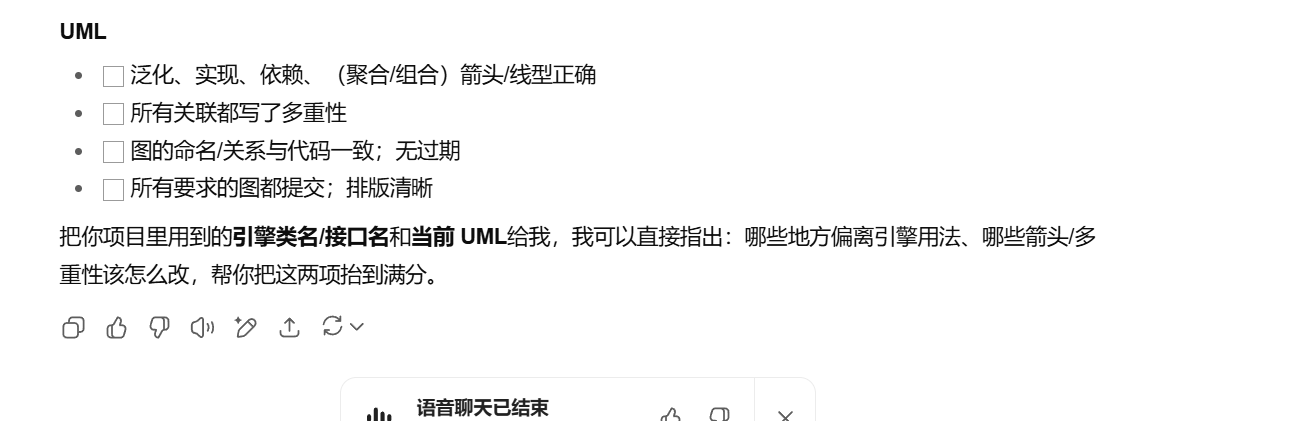 UML
泛化、实现、依赖、（聚合/组合）箭头/线型正确
所有关联都写了多重性
图的命名/关系与代码一致；无过期
所有要求的图都提交；排版清晰
把你项目里用到的引擎类名/接口名和当前 UML给我，我可以直接指出：哪些地方偏离引擎用法、哪些箭头/多
重性该怎么改，帮你把这两项抬到满分。
语音聊天已结束